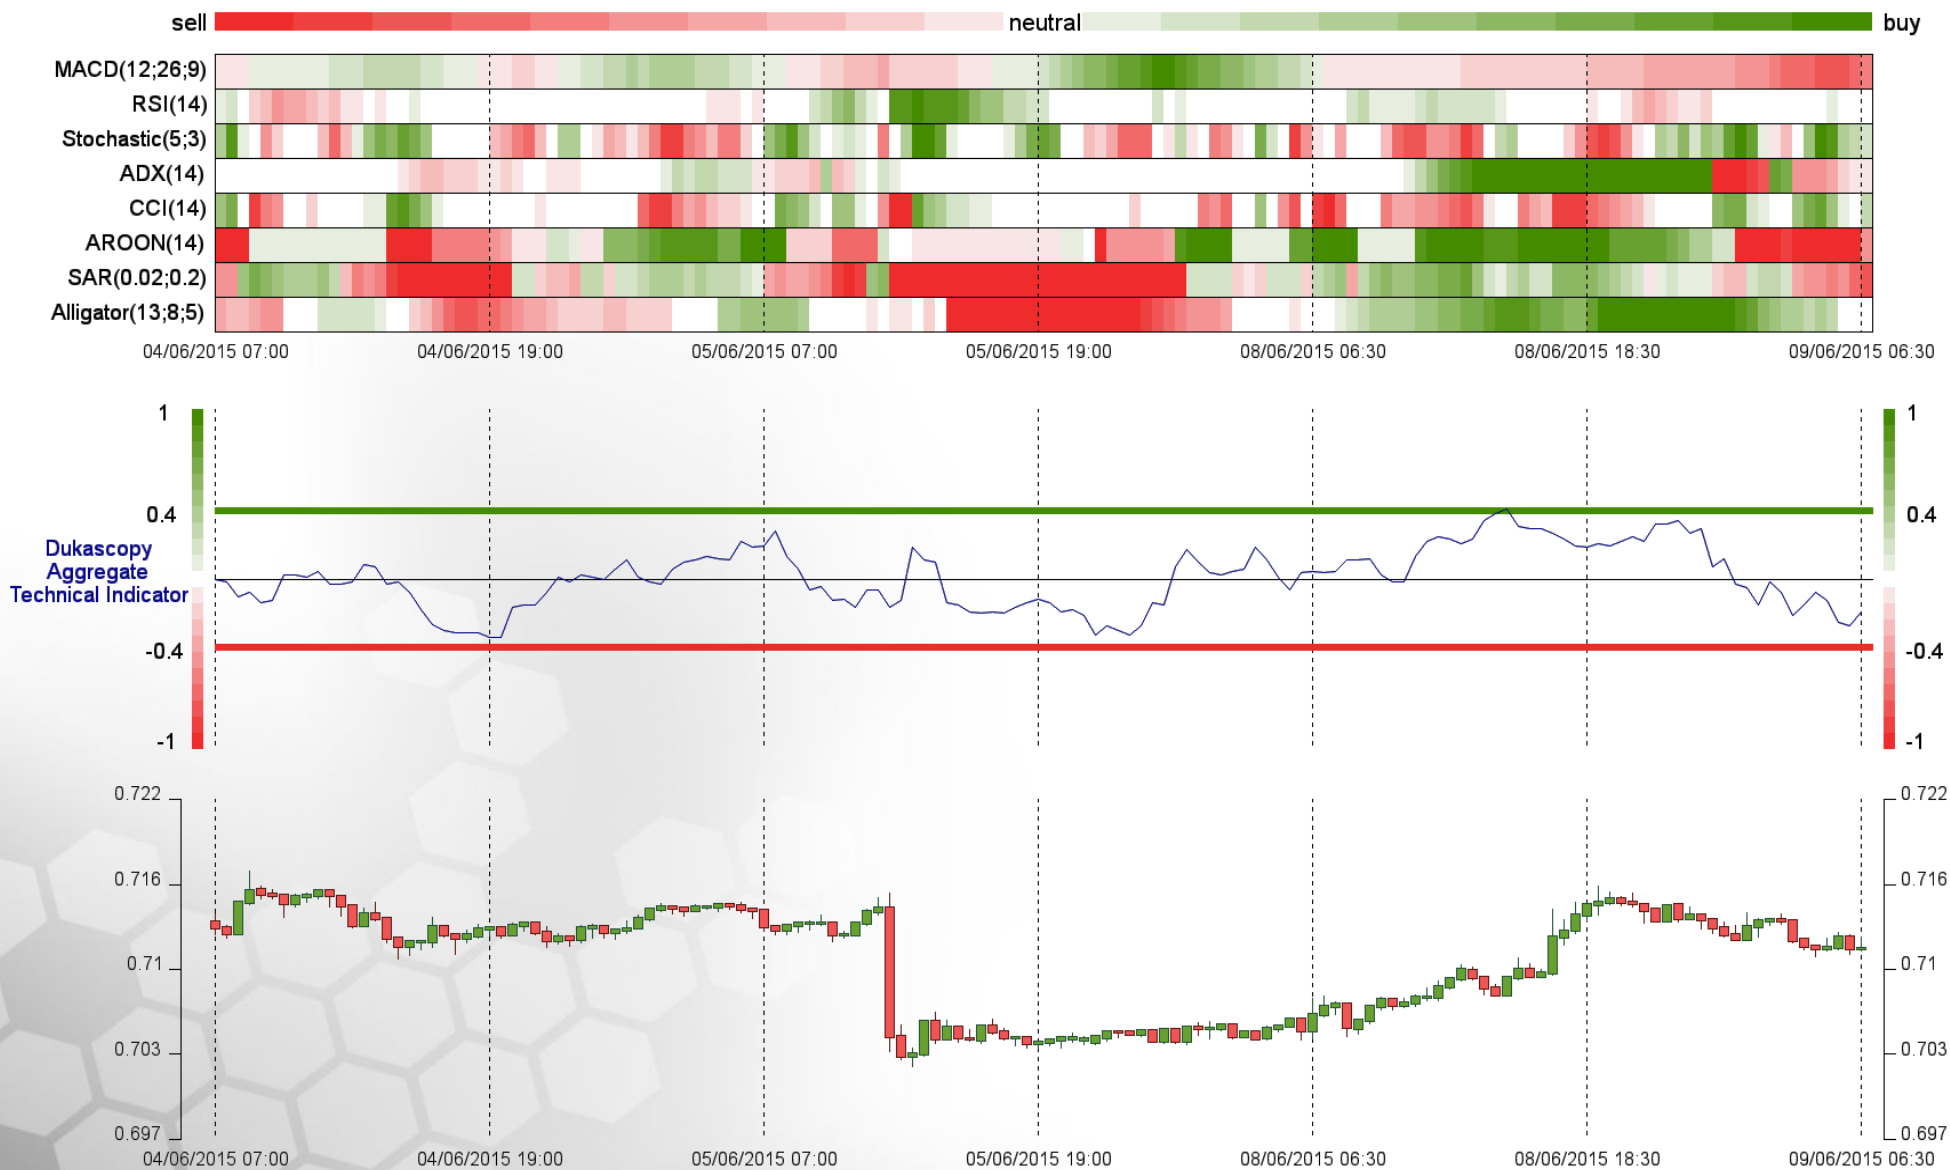 sell neutral buy
MACD(12;26;9)
RSI(14)
Stochastic(5;3)
ADX(14)
CCI(14)
AROON(14)
SAR(0.02;0.2)
Alligator(13;8;5)
04/06/2015 07:00 04/06/2015 19:00 05/06/2015 07:00 05/06/2015 19:00 08/06/2015 06:30 08/06/2015 18:30 09/06/2015 06:30
1 1
0.4 0.4
Dukascopy
Aggregate
Technical Indicator
-0.4 -0.4
-1 -1
0.722 0.722
0.716 0.716
0.71 0.71
0.703 0.703
0.697 0.697
04/06/2015 07:00 04/06/2015 19:00 05/06/2015 07:00 05/06/2015 19:00 08/06/2015 06:30 08/06/2015 18:30 09/06/2015 06:30